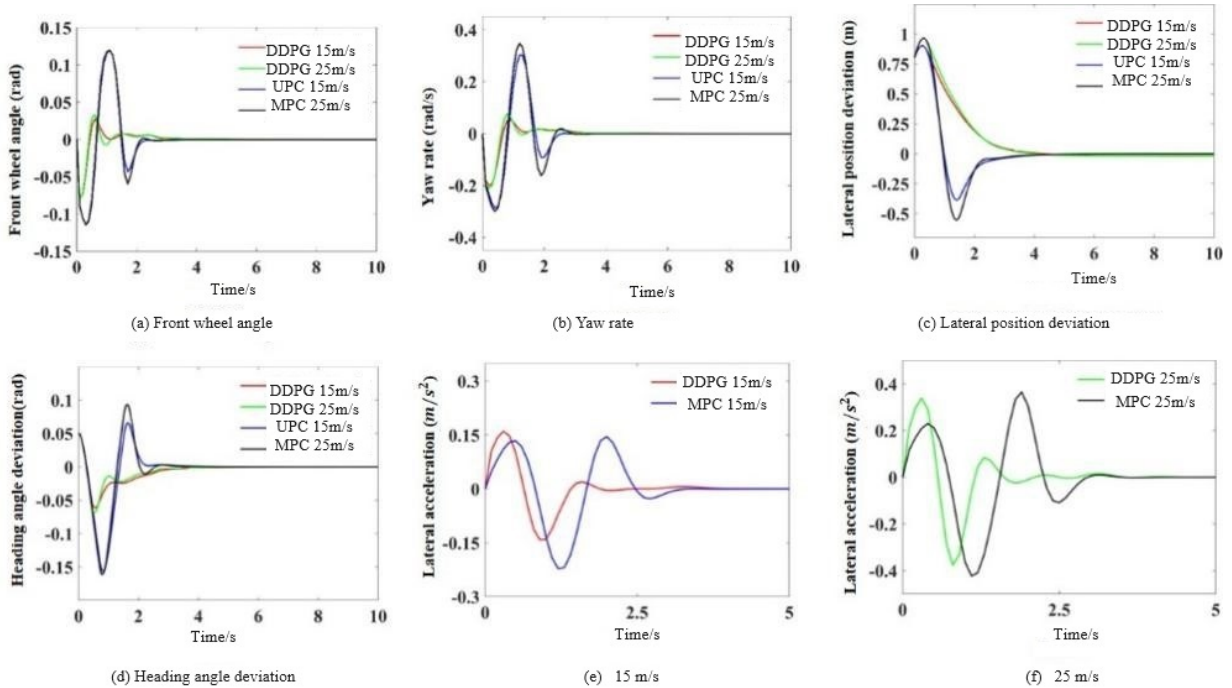 0.15
0.1
0.05
0
-0.05
-0.1
-0.15
Front wheel angle (rad)
DDPG 15m/s
DDPG 25m/s
UPC 15m/s
MPC 25m/s
0 2 4 6 8 10
Time/s
(a) Front wheel angle
0.4
0.2
0
-0.2
-0.4
Yaw rate (rad/s)
DDPG 15m/s
DDPG 25m/s
UPC 15m/s
MPC 25m/s
0 2 4 6 8 10
Time/s
(b) Yaw rate
1
0.75
0.5
0.25
0
-0.25
-0.5
Lateral position deviation (m)
DDPG 15m/s
DDPG 25m/s
UPC 15m/s
MPC 25m/s
0 2 4 6 8 10
Time/s
(c) Lateral position deviation
0.1
0.05
0
-0.05
-0.1
-0.15
Heading angle deviation(rad)
DDPG 15m/s
DDPG 25m/s
UPC 15m/s
MPC 25m/s
0 2 4 6 8 10
Time/s
(d) Heading angle deviation
0.3
0.15
0
-0.15
-0.3
Lateral acceleration (m/s²)
DDPG 15m/s
MPC 15m/s
0 2.5 5
Time/s
(e) 15 m/s
0.4
0.2
0
-0.2
-0.4
Lateral acceleration (m/s²)
DDPG 25m/s
MPC 25m/s
0 2.5 5
Time/s
(f) 25 m/s